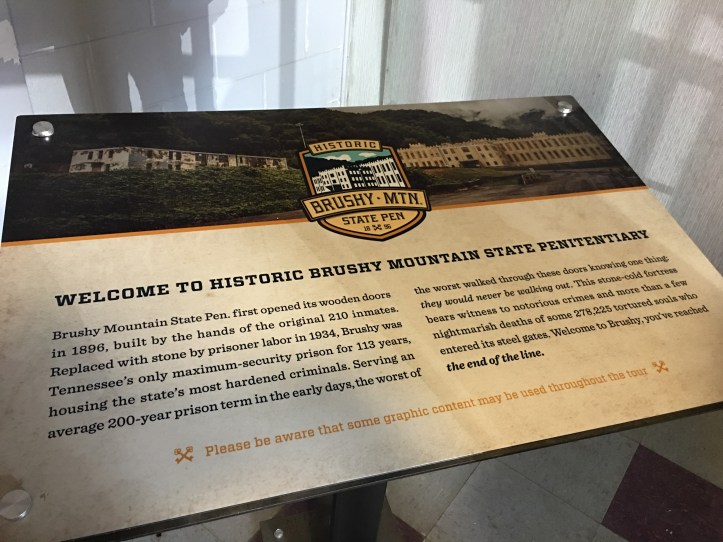 HISTORIC
BRUSHY · MTN.
STATE PEN
18 96
WELCOME TO HISTORIC BRUSHY MOUNTAIN STATE PENITENTIARY
Brushy Mountain State Pen. first opened its wooden doors
in 1896, built by the hands of the original 210 inmates.
Replaced with stone by prisoner labor in 1934, Brushy was
Tennessee's only maximum-security prison for 113 years,
housing the state's most hardened criminals. Serving an
average 200-year prison term in the early days, the worst of
the worst walked through these doors knowing one thing:
they would never be walking out. This stone-cold fortress
bears witness to notorious crimes and more than a few
nightmarish deaths of some 278,225 tortured souls who
entered its steel gates. Welcome to Brushy, you've reached
the end of the line.
Please be aware that some graphic content may be used throughout the tour